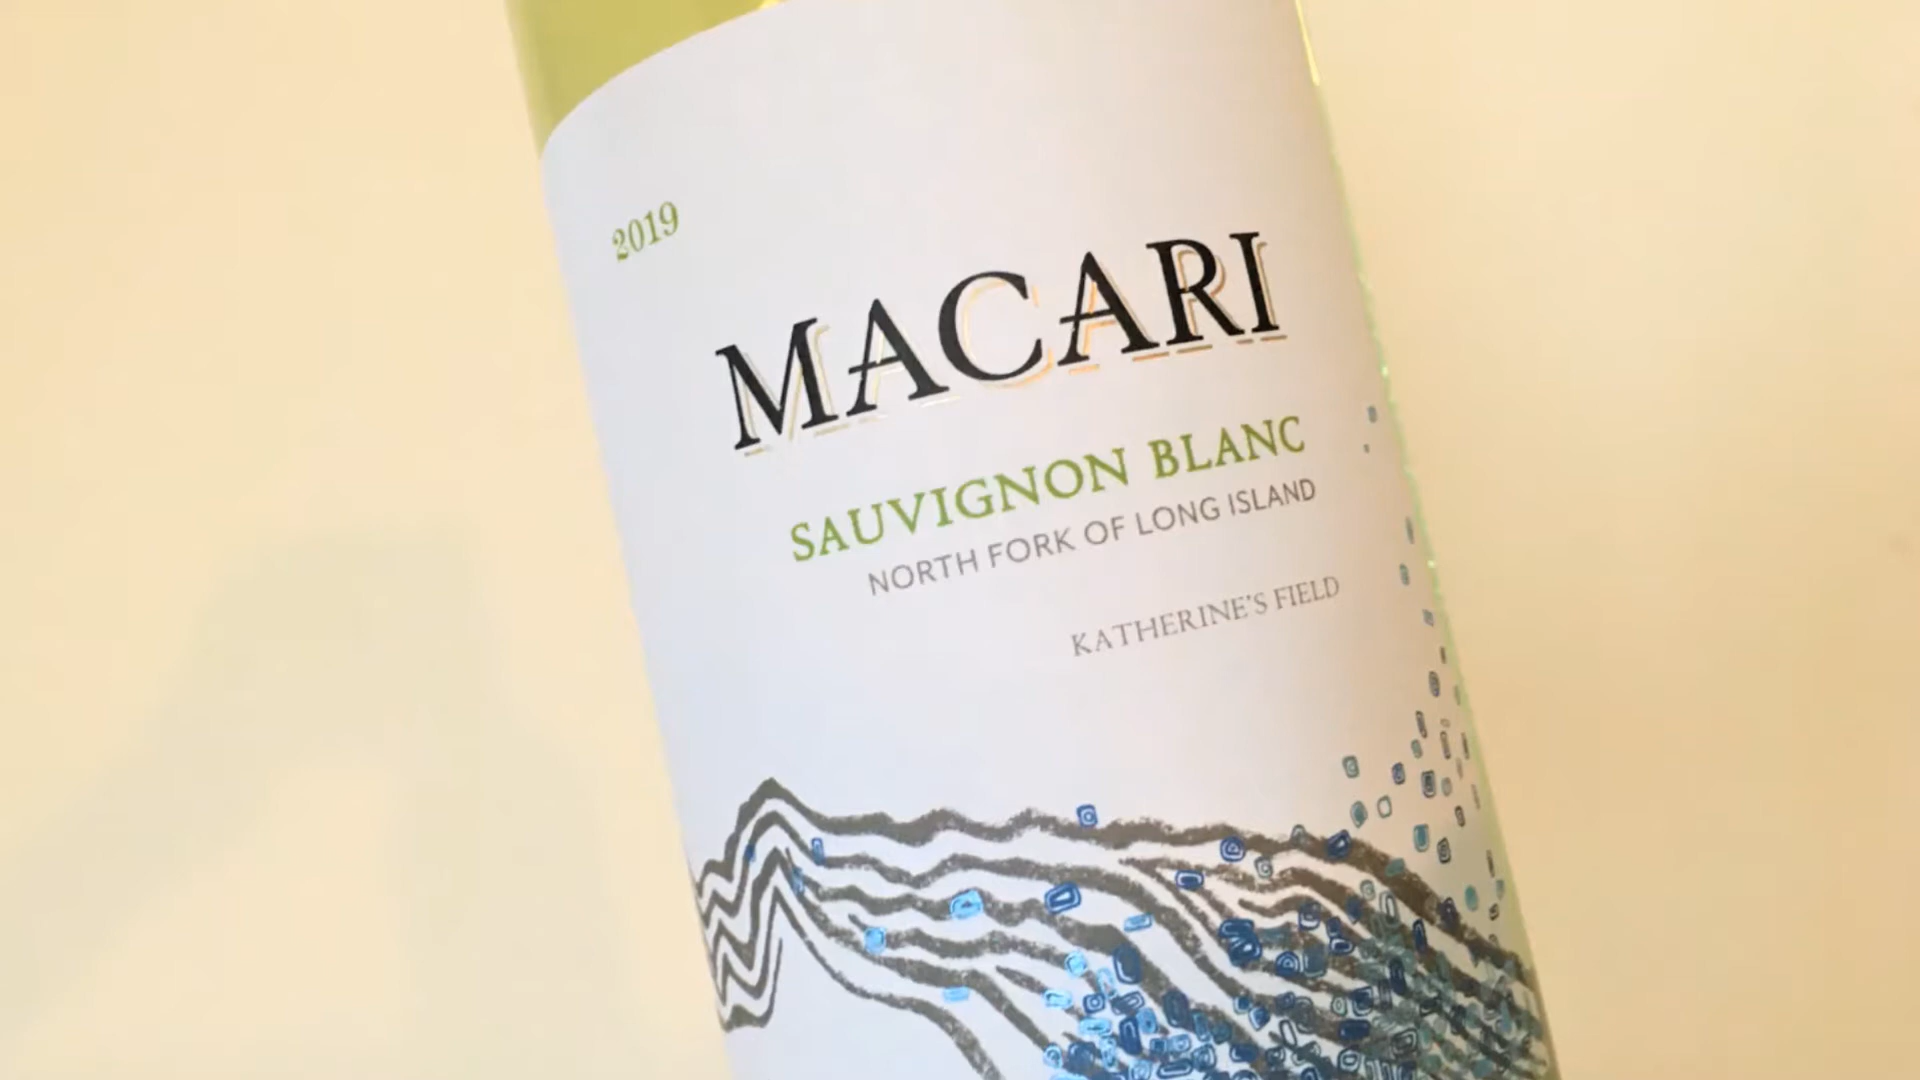 2019
MACARI
SAUVIGNON BLANC
NORTH FORK OF LONG ISLAND
KATHERINE'S FIELD